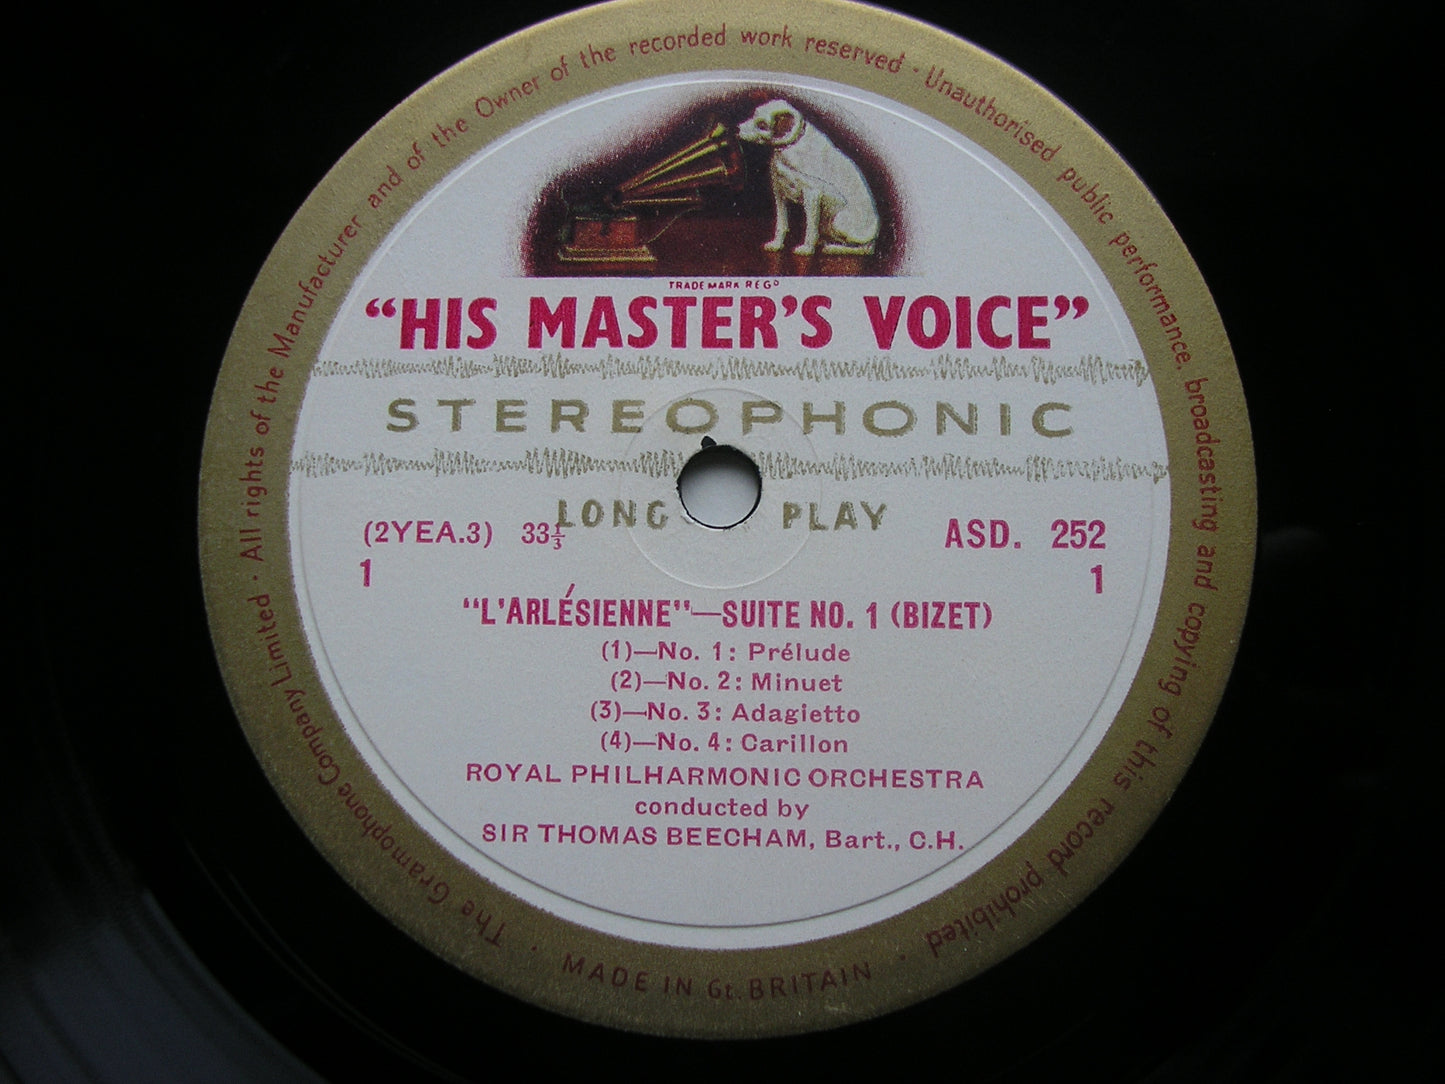 The Gramophone Company Limited · All rights of the Manufacturer and of the Owner of the recorded work reserved · Unauthorised public performance, broadcasting and copying of this record prohibited ·
TRADE MARK REGD
"HIS MASTER'S VOICE"
STEREOPHONIC
LONG PLAY
(2YEA.3) 33⅓ ASD. 252
1 1
"L'ARLÉSIENNE"—SUITE NO. 1 (BIZET)
(1)—No. 1: Prélude
(2)—No. 2: Minuet
(3)—No. 3: Adagietto
(4)—No. 4: Carillon
ROYAL PHILHARMONIC ORCHESTRA
conducted by
SIR THOMAS BEECHAM, Bart., C.H.
· MADE IN Gt. BRITAIN